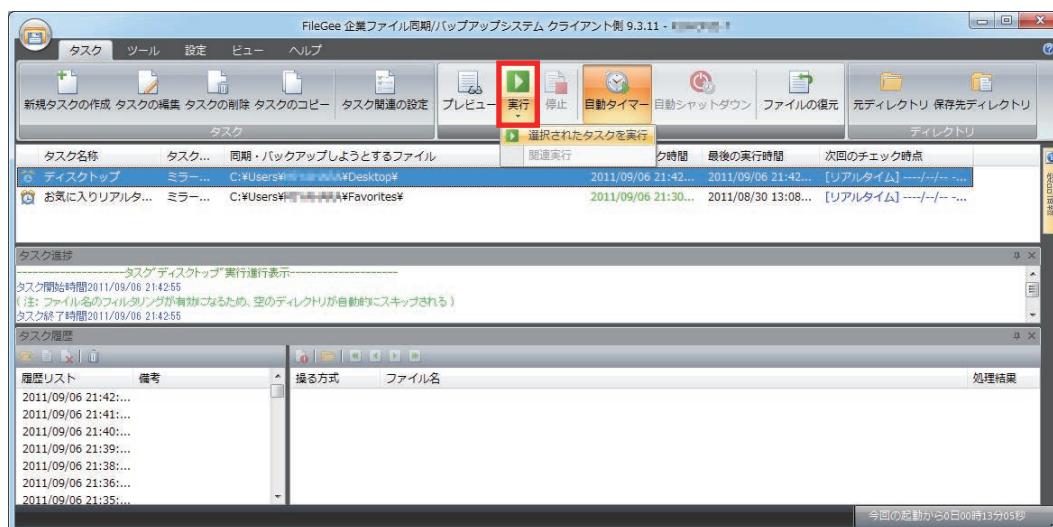 FileGee 企業ファイル同期/バップアップシステム クライアント側 9.3.11 -
タスク ツール 設定 ビュー ヘルプ
新規タスクの作成 タスクの編集 タスクの削除 タスクのコピー タスク関連の設定 プレビュー 実行 停止 自動タイマー 自動シャットダウン ファイルの復元 元ディレクトリ 保存先ディレクトリ
タスク ディレクトリ
選択されたタスクを実行
関連実行
タスク名称 タスク... 同期・バックアップしようとするファイル ク時間 最後の実行時間 次回のチェック時点
ディスクトップ ミラー... C:¥Users¥ ¥Desktop¥ 2011/09/06 21:42... 2011/09/06 21:42... [リアルタイム] ----/--/-- -...
お気に入りリアルタ... ミラー... C:¥Users¥ ¥Favorites¥ 2011/09/06 21:30... 2011/08/30 13:08... [リアルタイム] ----/--/-- -...
タスク進捗
--------------------タスク"ディスクトップ"実行進行表示--------------------
タスク開始時間2011/09/06 21:42:55
(注: ファイル名のフィルタリングが有効になるため、空のディレクトリが自動的にスキップされる)
タスク終了時間2011/09/06 21:42:55
タスク履歴
履歴リスト 備考 操る方式 ファイル名 処理結果
2011/09/06 21:42:...
2011/09/06 21:41:...
2011/09/06 21:40:...
2011/09/06 21:39:...
2011/09/06 21:38:...
2011/09/06 21:36:...
2011/09/06 21:35:...
今回の起動から0日00時13分05秒